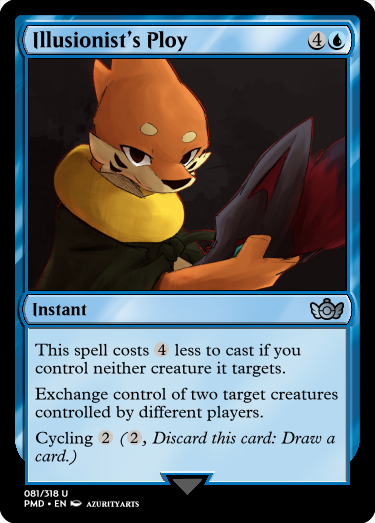 Illusionist's Ploy 4
Instant
This spell costs 4 less to cast if you
control neither creature it targets.
Exchange control of two target creatures
controlled by different players.
Cycling 2 (2, Discard this card: Draw a
card.)
081/318 U
PMD • EN AZURITYARTS